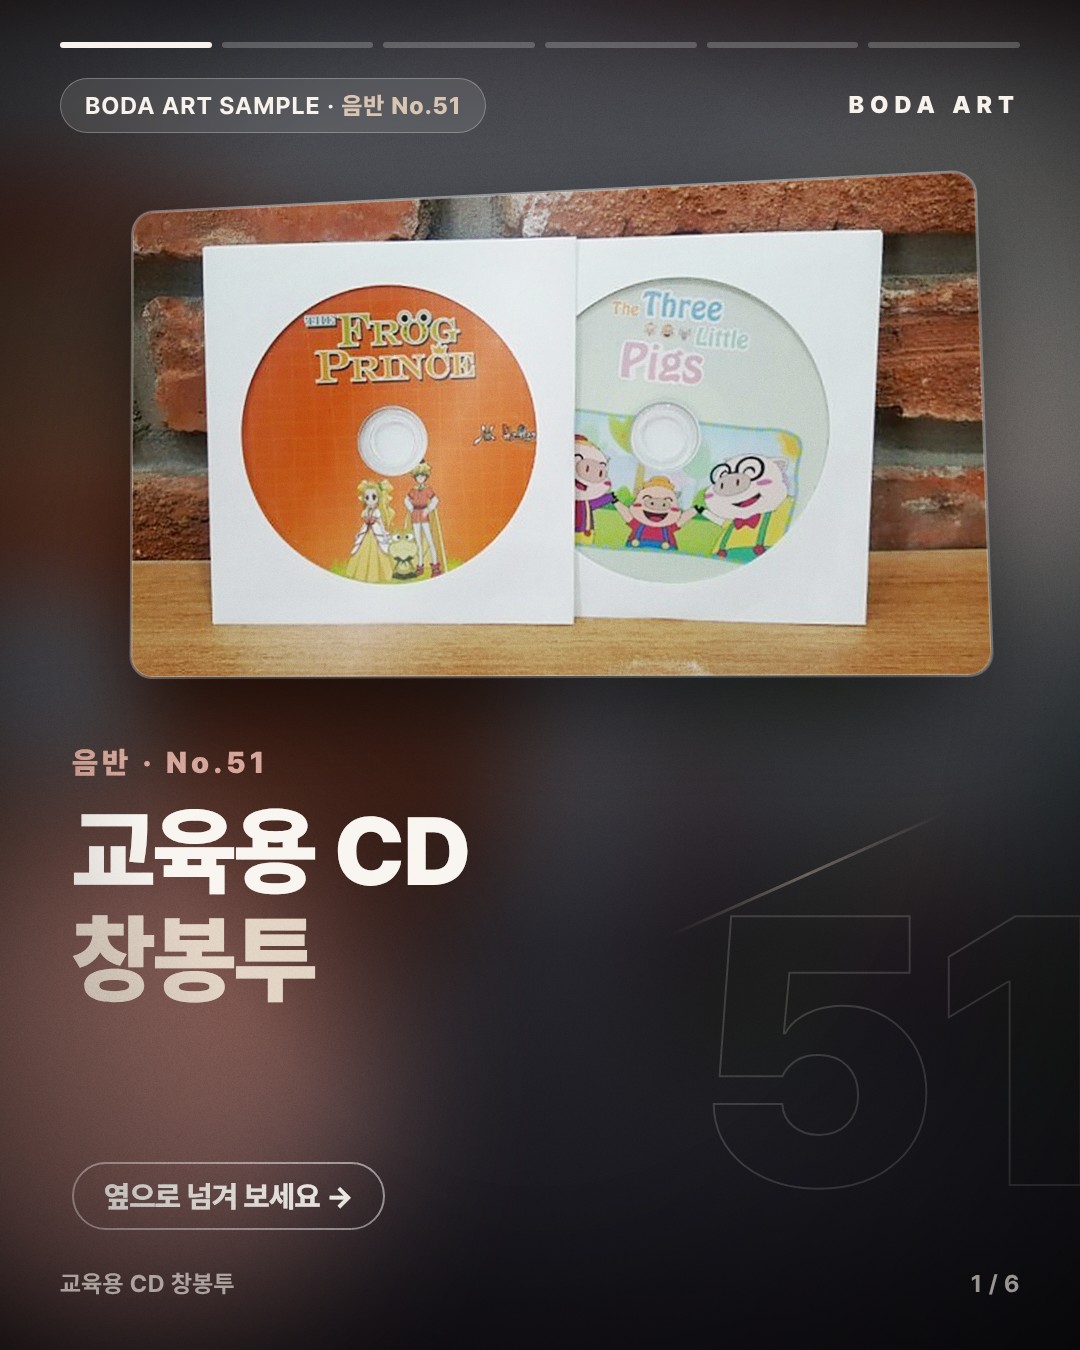 BODA ART SAMPLE · 음반 No.51
BODA ART
THE FROG
PRINCE
The Three
Little
Pigs
음반 · No.51
교육용 CD
창봉투
51
옆으로 넘겨 보세요 →
교육용 CD 창봉투
1 / 6